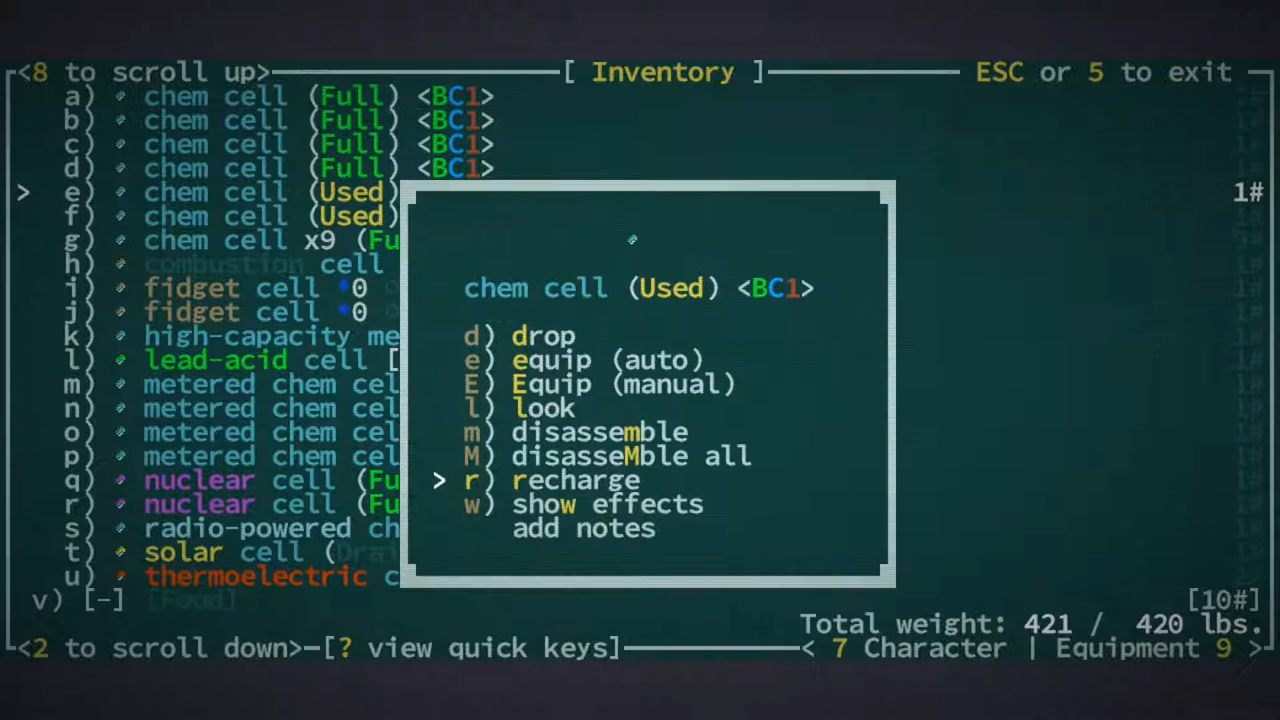 <8 to scroll up> [ Inventory ] ESC or 5 to exit
a) chem cell (Full) <BC1>
b) chem cell (Full) <BC1>
c) chem cell (Full) <BC1>
d) chem cell (Full) <BC1>
> e) chem cell (Used) 1#
f) chem cell (Used)
g) chem cell x9 (Fu
h) combustion cell
i) fidget cell 0
j) fidget cell 0
k) high-capacity me
l) lead-acid cell [
m) metered chem cel
n) metered chem cel
o) metered chem cel
p) metered chem cel
q) nuclear cell (Fu
r) nuclear cell (Fu
s) radio-powered ch
t) solar cell (Drai
u) thermoelectric c
v) [-] [Food] [10#]
chem cell (Used) <BC1>
d) drop
e) equip (auto)
E) Equip (manual)
l) look
m) disassemble
M) disasseMble all
> r) recharge
w) show effects
add notes
Total weight: 421 / 420 lbs.
<2 to scroll down> [? view quick keys] < 7 Character | Equipment 9 >